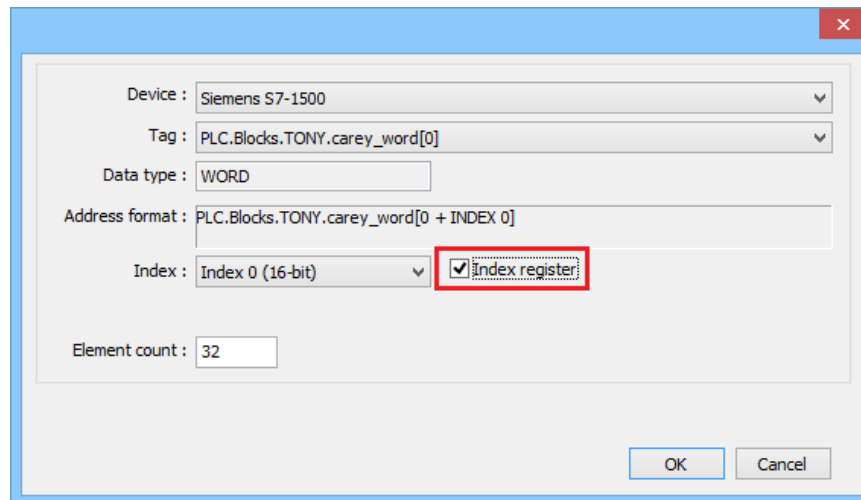 Device : Siemens S7-1500
Tag : PLC.Blocks.TONY.carey_word[0]
Data type : WORD
Address format : PLC.Blocks.TONY.carey_word[0 + INDEX 0]
Index : Index 0 (16-bit) Index register
Element count : 32
OK Cancel